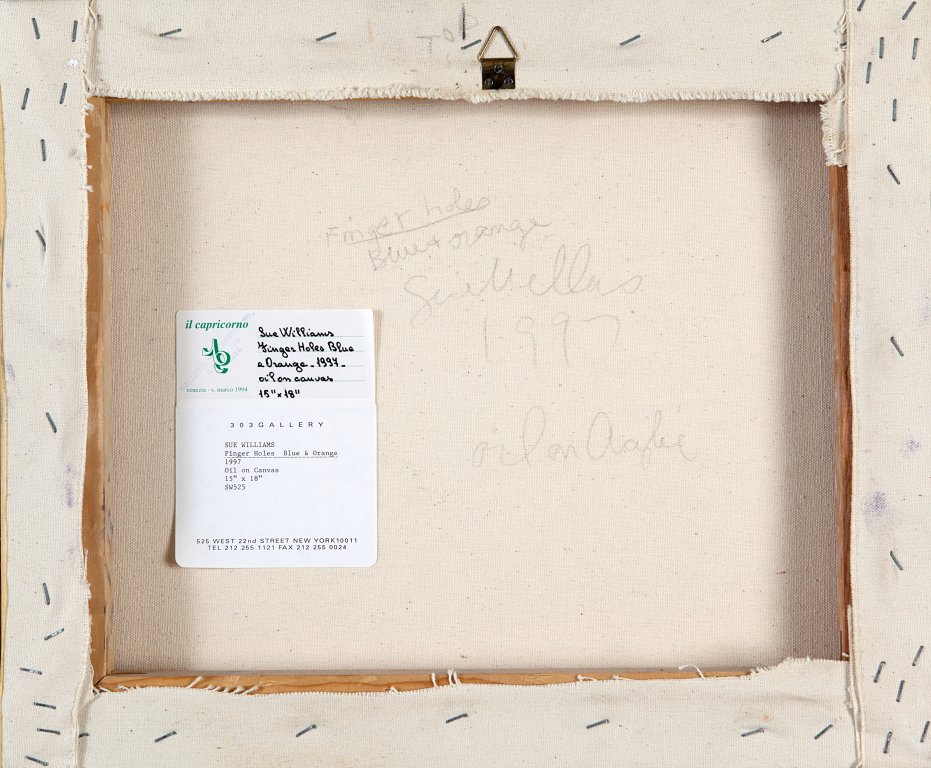 TOP
Finger holes
Blue + orange
Sue Williams
1997
oil on
il capricorno
venezia - s. marco 1994
Sue Williams
Finger Holes Blue
a Orange - 1997 -
oil on canvas
15" x 18"
303GALLERY
SUE WILLIAMS
Finger Holes Blue & Orange
1997
Oil on Canvas
15" x 18"
SW525
525 WEST 22nd STREET NEW YORK10011
TEL 212 255 1121 FAX 212 255 0024